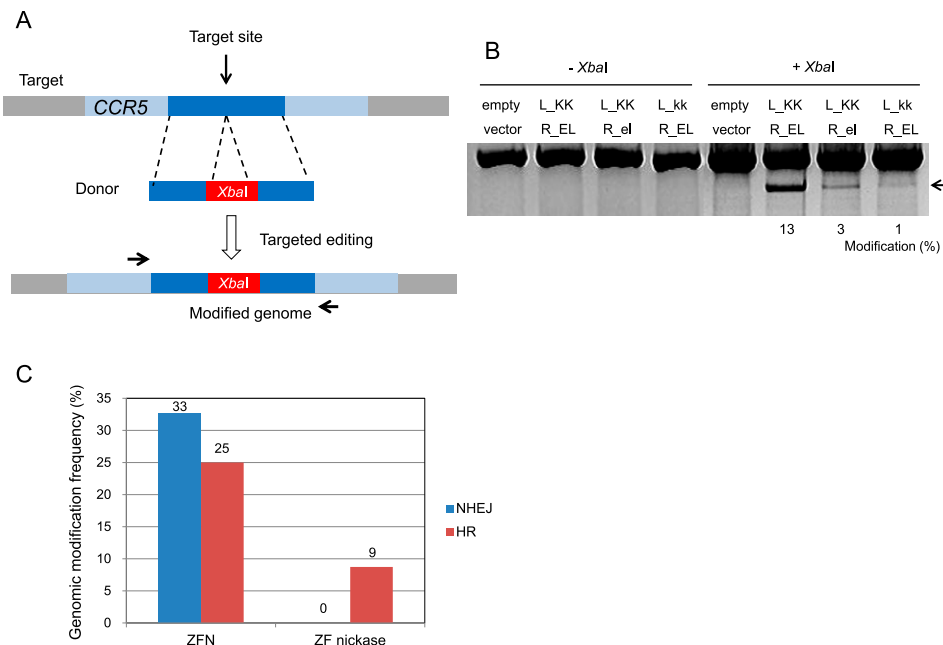 A
Target site
Target
CCR5
Donor
XbaI
Targeted editing
XbaI
Modified genome
B
- XbaI
+ XbaI
empty L_KK L_KK L_kk empty L_KK L_KK L_kk
vector R_EL R_el R_EL vector R_EL R_el R_EL
13 3 1
Modification (%)
C
Genomic modification frequency (%)
35
30
25
20
15
10
5
0
33
25
0
9
ZFN
ZF nickase
NHEJ
HR